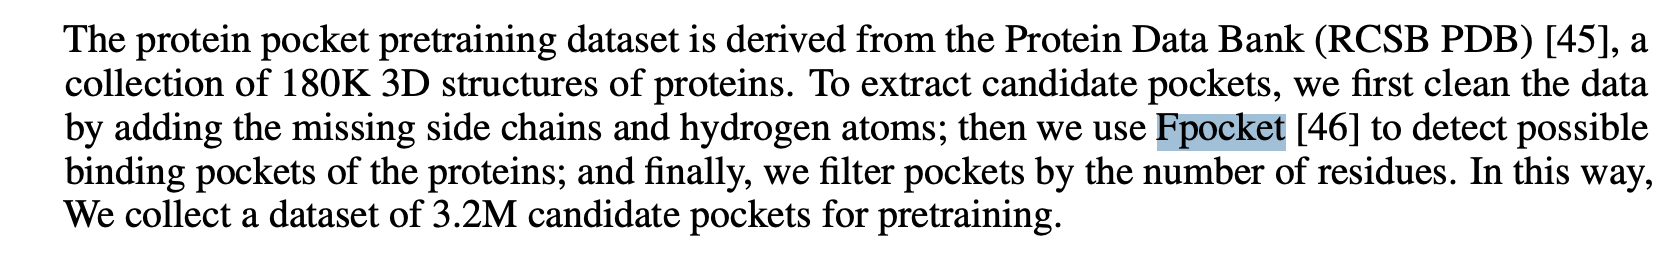 The protein pocket pretraining dataset is derived from the Protein Data Bank (RCSB PDB) [45], a
collection of 180K 3D structures of proteins. To extract candidate pockets, we first clean the data
by adding the missing side chains and hydrogen atoms; then we use Fpocket [46] to detect possible
binding pockets of the proteins; and finally, we filter pockets by the number of residues. In this way,
We collect a dataset of 3.2M candidate pockets for pretraining.